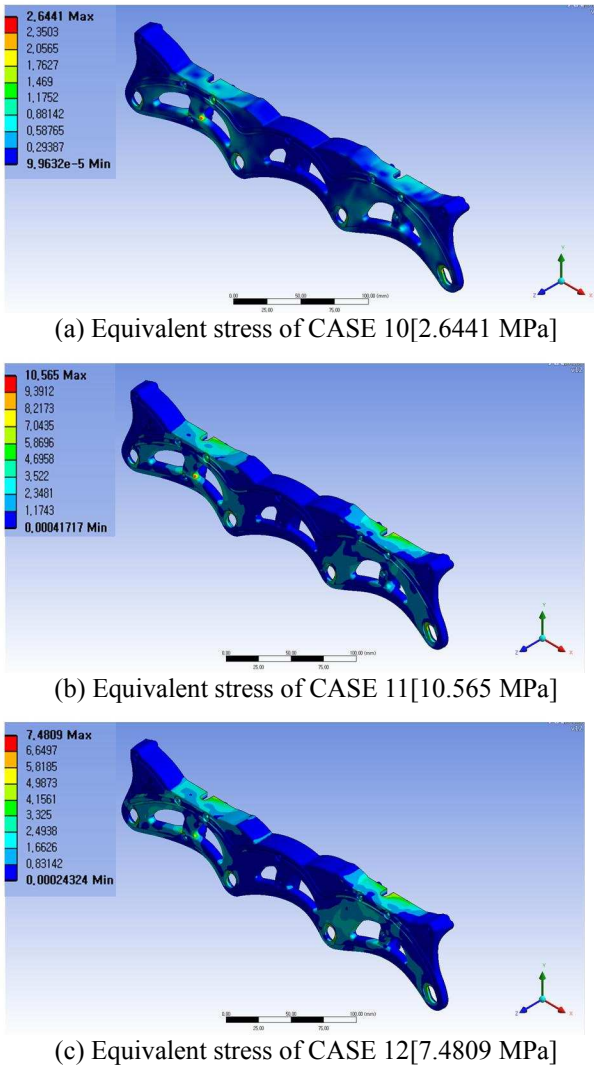 2,6441 Max
2,3503
2,0565
1,7627
1,469
1,1752
0,88142
0,58765
0,29387
9,9632e-5 Min
Y
Z
X
0.00
50.00
100.00 (mm)
25.00
75.00
(a) Equivalent stress of CASE 10[2.6441 MPa]
10,565 Max
9,3912
8,2173
7,0435
5,8696
4,6958
3,522
2,3481
1,1743
0,00041717 Min
Y
Z
X
0.00
50.00
100.00 (mm)
25.00
75.00
(b) Equivalent stress of CASE 11[10.565 MPa]
7,4809 Max
6,6497
5,8185
4,9873
4,1561
3,325
2,4938
1,6626
0,83142
0,00024324 Min
Y
Z
X
0.00
50.00
100.00 (mm)
25.00
75.00
(c) Equivalent stress of CASE 12[7.4809 MPa]